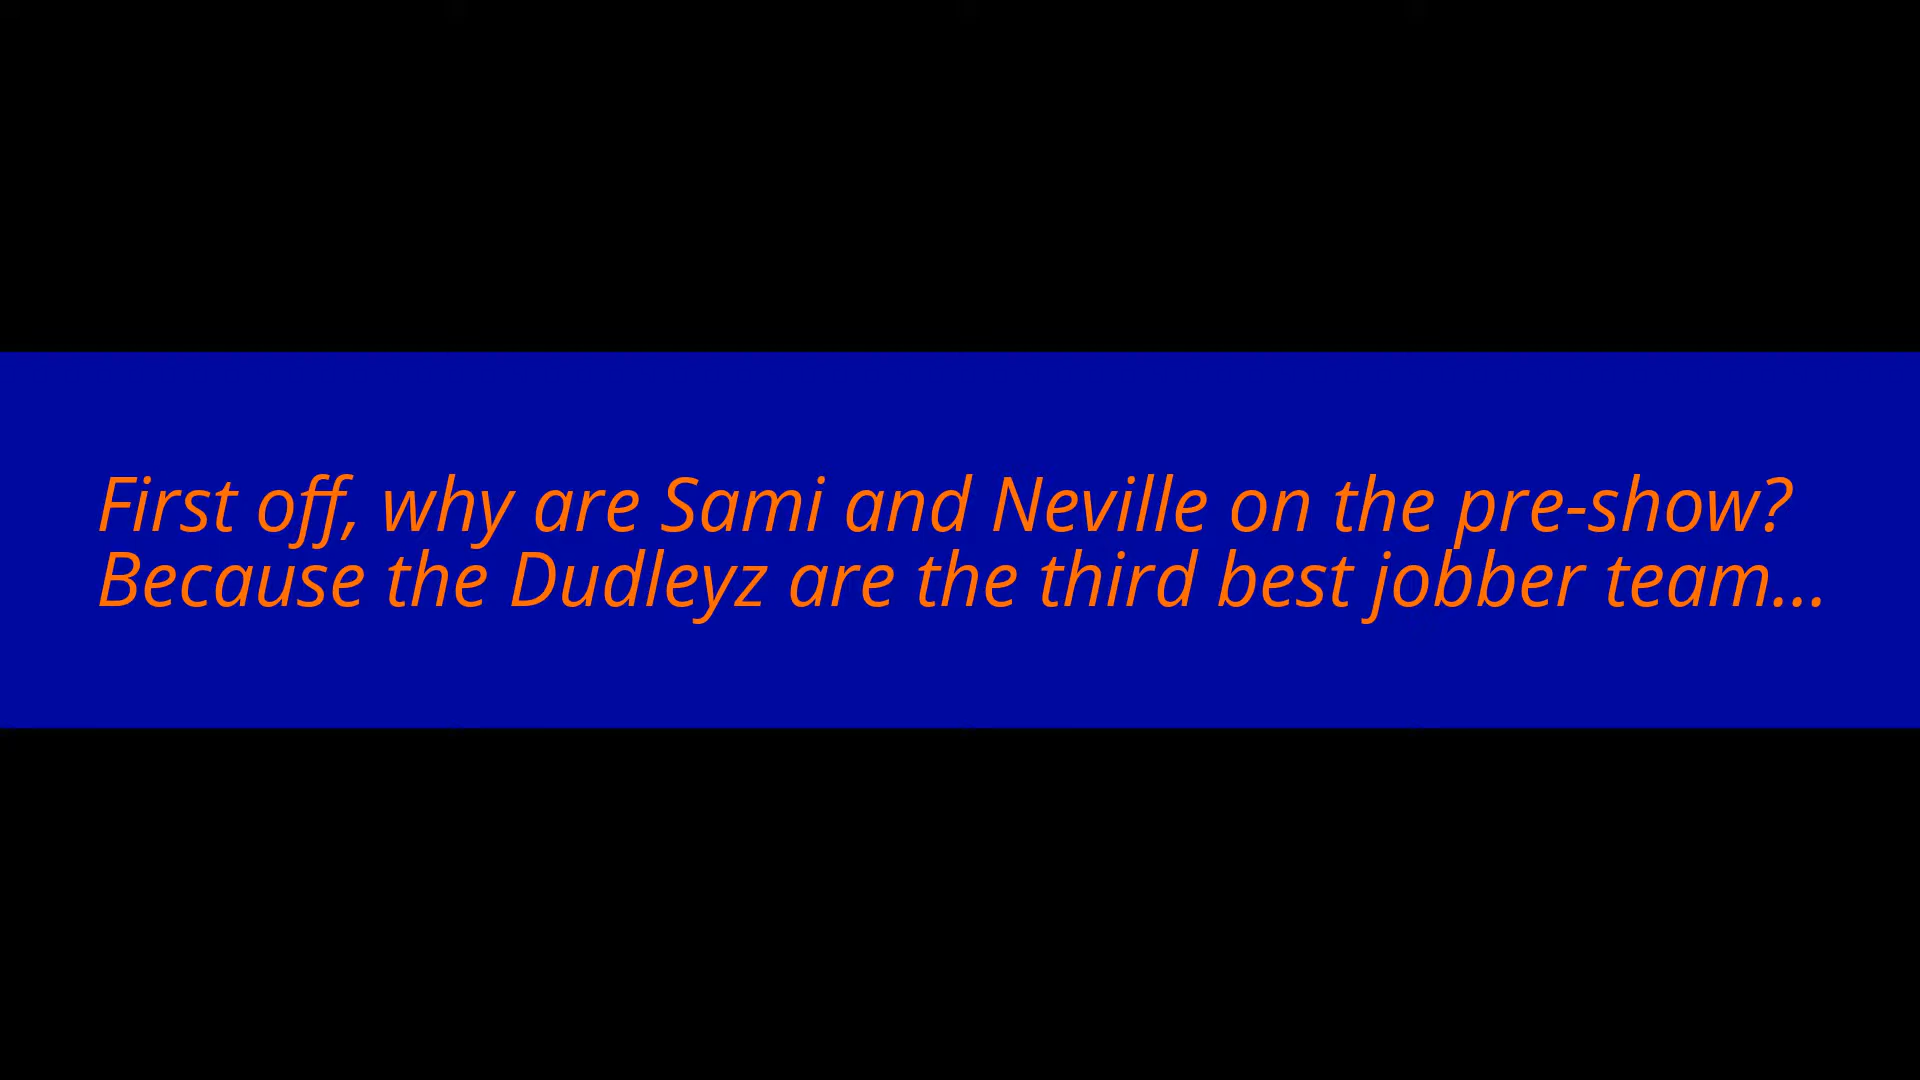 First off, why are Sami and Neville on the pre-show?
Because the Dudleyz are the third best jobber team...